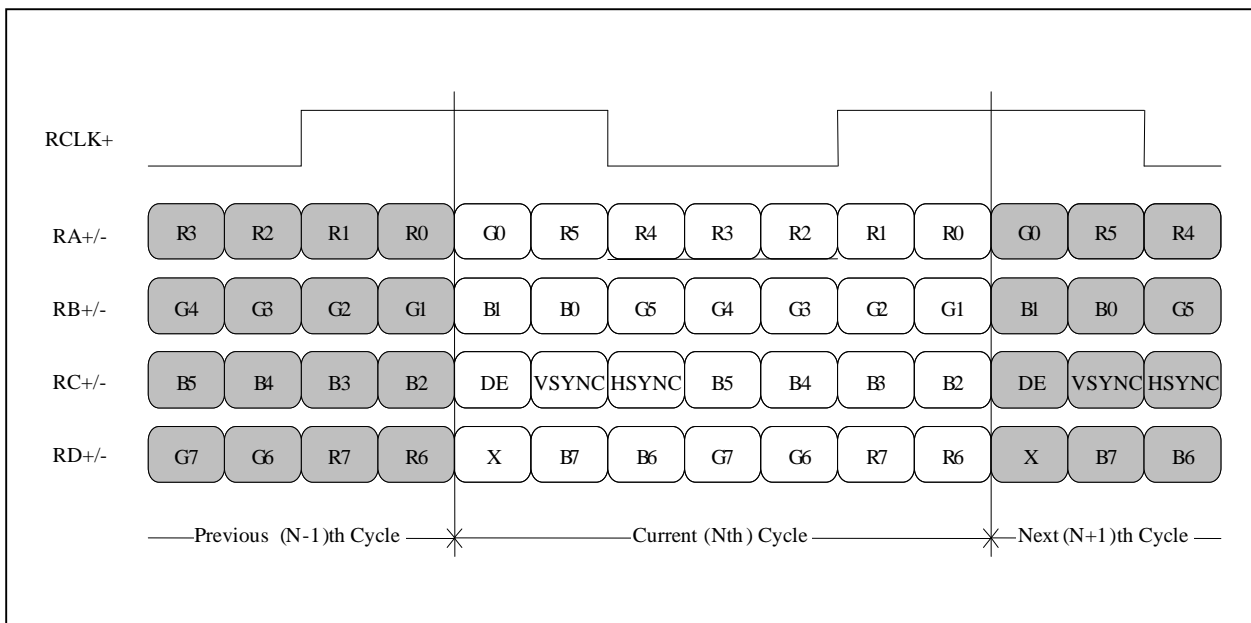 RCLK+
RA+/- R3 R2 R1 R0 G0 R5 R4 R3 R2 R1 R0 G0 R5 R4
RB+/- G4 G3 G2 G1 B1 B0 G5 G4 G3 G2 G1 B1 B0 G5
RC+/- B5 B4 B3 B2 DE VSYNC HSYNC B5 B4 B3 B2 DE VSYNC HSYNC
RD+/- G7 G6 R7 R6 X B7 B6 G7 G6 R7 R6 X B7 B6
Previous (N-1)th Cycle Current (Nth) Cycle Next (N+1)th Cycle